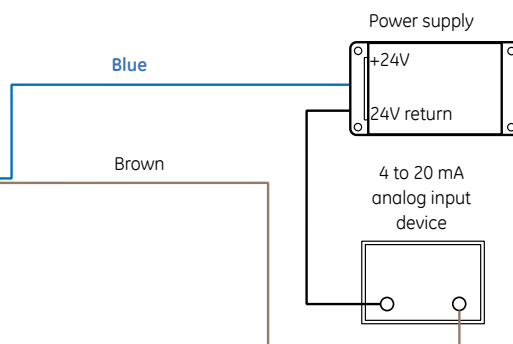 Power supply
+24V
Blue
24V return
Brown
4 to 20 mA
analog input
device